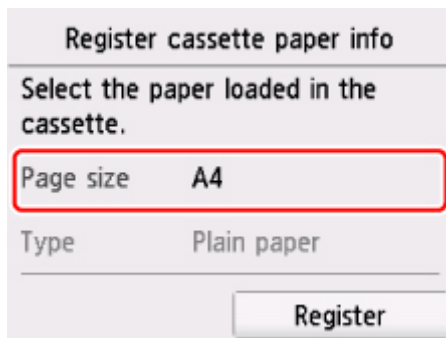 Register cassette paper info
Select the paper loaded in the
cassette.
Page size A4
Type Plain paper
Register